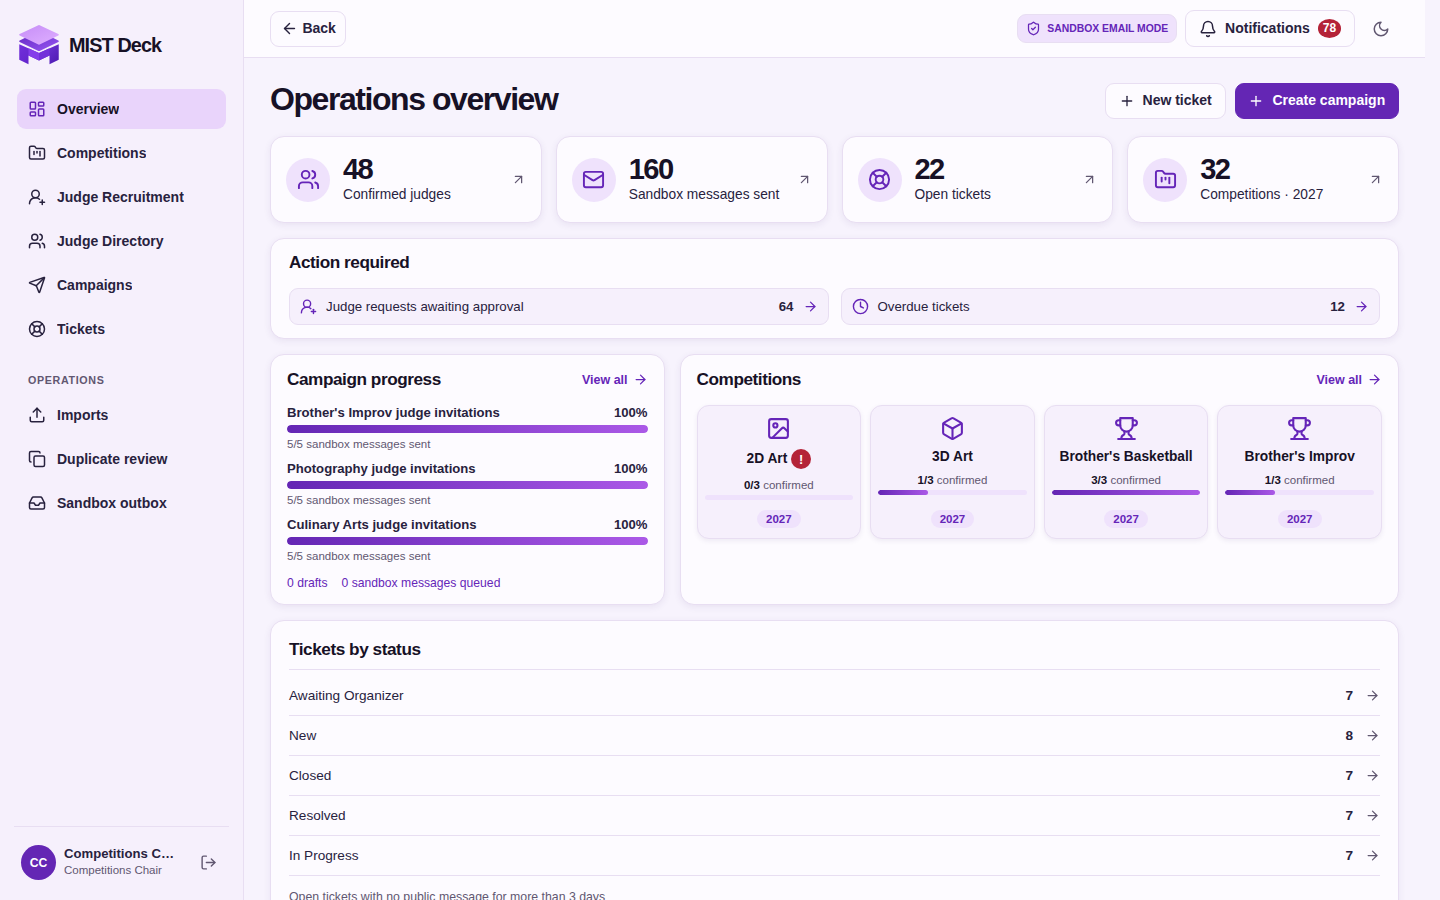 MIST Deck
Overview
Competitions
Judge Recruitment
Judge Directory
Campaigns
Tickets
OPERATIONS
Imports
Duplicate review
Sandbox outbox
CC
Competitions C…
Competitions Chair
Back
SANDBOX EMAIL MODE
Notifications 78
Operations overview
New ticket
Create campaign
48
Confirmed judges
160
Sandbox messages sent
22
Open tickets
32
Competitions · 2027
Action required
Judge requests awaiting approval 64
Overdue tickets 12
Campaign progress
View all
Brother's Improv judge invitations 100%
5/5 sandbox messages sent
Photography judge invitations 100%
5/5 sandbox messages sent
Culinary Arts judge invitations 100%
5/5 sandbox messages sent
0 drafts 0 sandbox messages queued
Competitions
View all
2D Art !
0/3 confirmed
2027
3D Art
1/3 confirmed
2027
Brother's Basketball
3/3 confirmed
2027
Brother's Improv
1/3 confirmed
2027
Tickets by status
Awaiting Organizer 7
New 8
Closed 7
Resolved 7
In Progress 7
Open tickets with no public message for more than 3 days